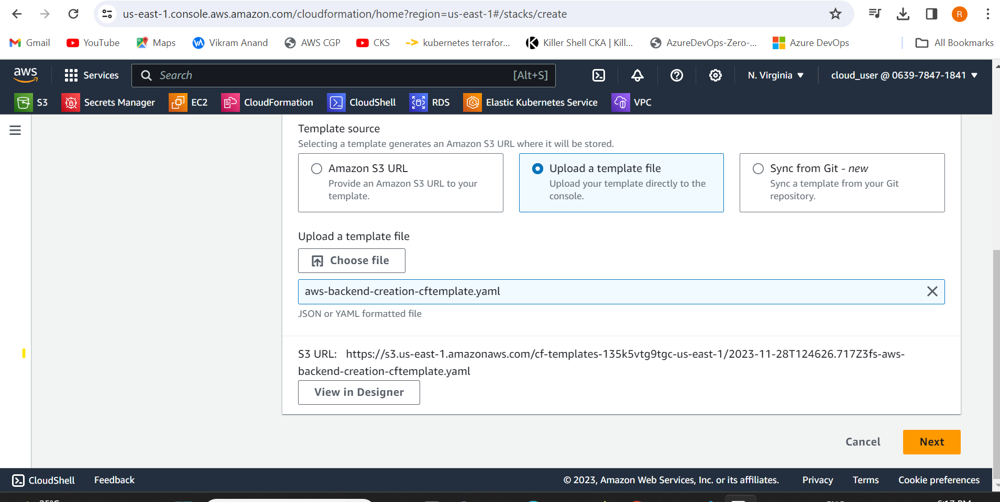 us-east-1.console.aws.amazon.com/cloudformation/home?region=us-east-1#/stacks/create
R
Gmail YouTube Maps Vikram Anand AWS CGP CKS kubernetes terrafor... Killer Shell CKA | Kill... AzureDevOps-Zero-... Azure DevOps All Bookmarks
aws Services Search [Alt+S] N. Virginia cloud_user @ 0639-7847-1841
S3 Secrets Manager EC2 CloudFormation CloudShell RDS Elastic Kubernetes Service VPC
Template source
Selecting a template generates an Amazon S3 URL where it will be stored.
Amazon S3 URL
Provide an Amazon S3 URL to your
template.
Upload a template file
Upload your template directly to the
console.
Sync from Git - new
Sync a template from your Git
repository.
Upload a template file
Choose file
aws-backend-creation-cftemplate.yaml
JSON or YAML formatted file
S3 URL: https://s3.us-east-1.amazonaws.com/cf-templates-135k5vtg9tgc-us-east-1/2023-11-28T124626.717Z3fs-aws-
backend-creation-cftemplate.yaml
View in Designer
Cancel Next
CloudShell Feedback © 2023, Amazon Web Services, Inc. or its affiliates. Privacy Terms Cookie preferences